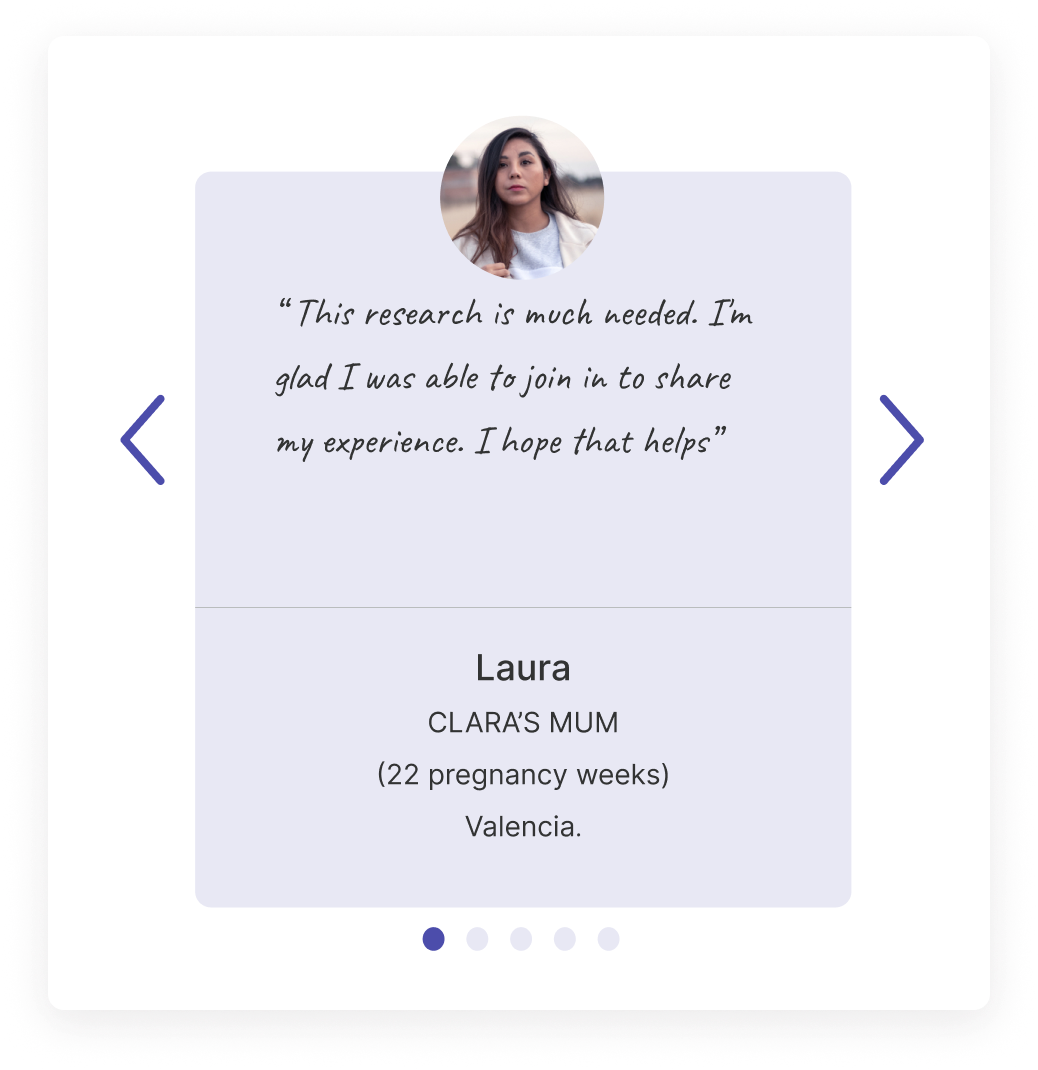 “ This research is much needed. I’m
glad I was able to join in to share
my experience. I hope that helps”
Laura
CLARA’S MUM
(22 pregnancy weeks)
Valencia.